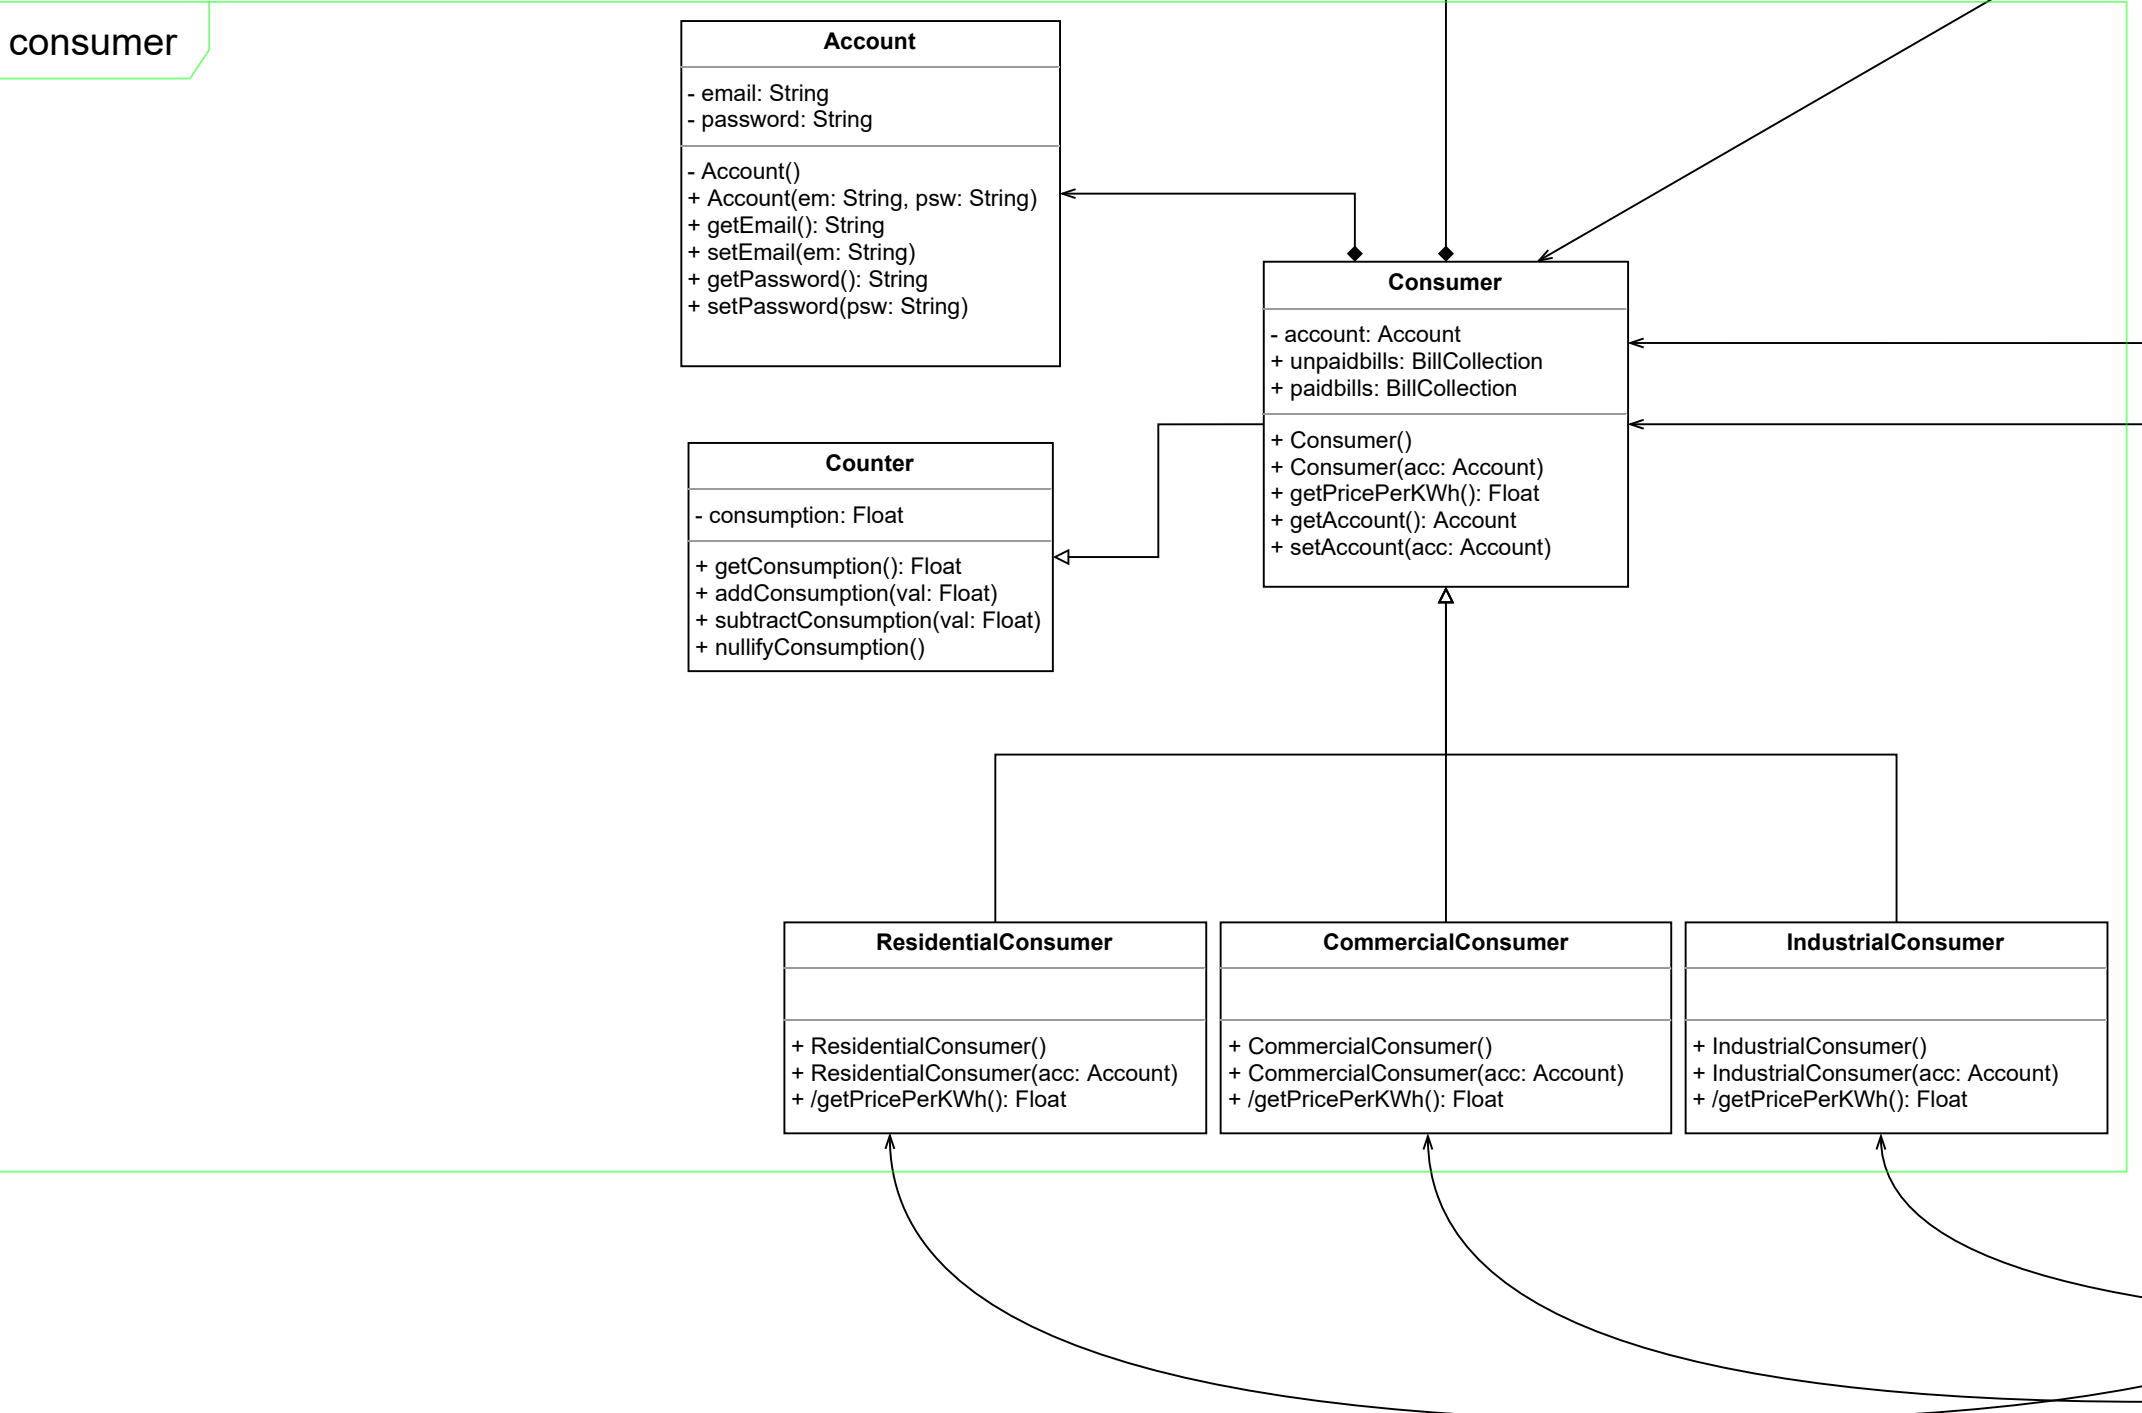 consumer
Account
- email: String
- password: String
- Account()
+ Account(em: String, psw: String)
+ getEmail(): String
+ setEmail(em: String)
+ getPassword(): String
+ setPassword(psw: String)
Consumer
- account: Account
+ unpaidbills: BillCollection
+ paidbills: BillCollection
+ Consumer()
+ Consumer(acc: Account)
+ getPricePerKWh(): Float
+ getAccount(): Account
+ setAccount(acc: Account)
Counter
- consumption: Float
+ getConsumption(): Float
+ addConsumption(val: Float)
+ subtractConsumption(val: Float)
+ nullifyConsumption()
ResidentialConsumer
+ ResidentialConsumer()
+ ResidentialConsumer(acc: Account)
+ /getPricePerKWh(): Float
CommercialConsumer
+ CommercialConsumer()
+ CommercialConsumer(acc: Account)
+ /getPricePerKWh(): Float
IndustrialConsumer
+ IndustrialConsumer()
+ IndustrialConsumer(acc: Account)
+ /getPricePerKWh(): Float